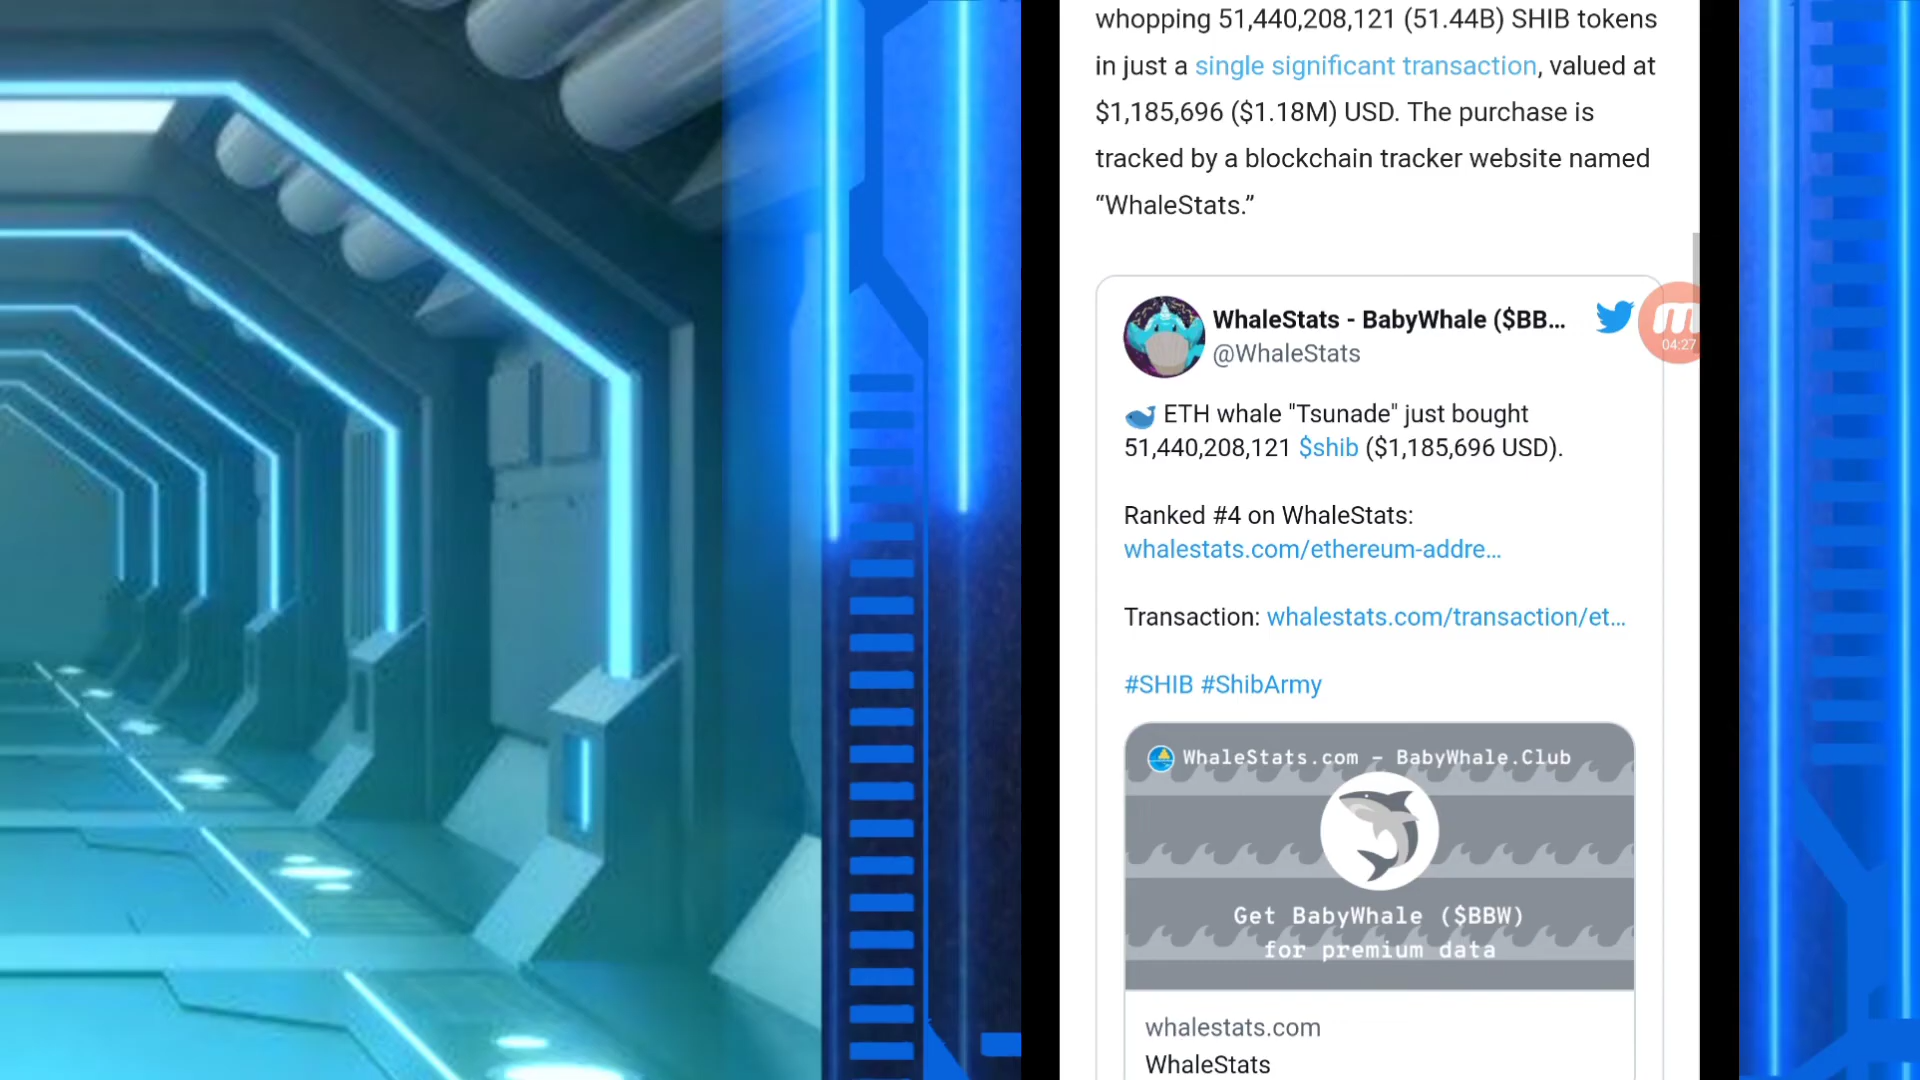 whopping 51,440,208,121 (51.44B) SHIB tokens
in just a single significant transaction, valued at
$1,185,696 ($1.18M) USD. The purchase is
tracked by a blockchain tracker website named
“WhaleStats.”
WhaleStats - BabyWhale ($BB...
@WhaleStats
04:27
ETH whale "Tsunade" just bought
51,440,208,121 $shib ($1,185,696 USD).
Ranked #4 on WhaleStats:
whalestats.com/ethereum-addre...
Transaction: whalestats.com/transaction/et...
#SHIB #ShibArmy
WhaleStats.com - BabyWhale.Club
Get BabyWhale ($BBW)
for premium data
whalestats.com
WhaleStats